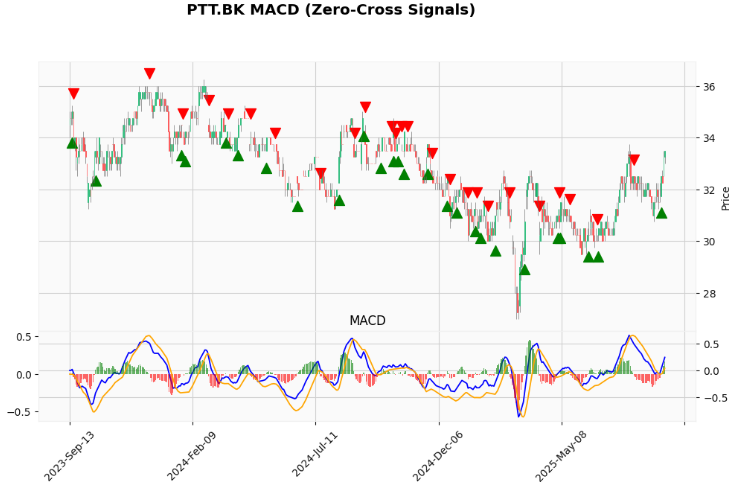 PTT.BK MACD (Zero-Cross Signals)
36
34
32
30
28
Price
MACD
0.5
0.0
−0.5
0.5
0.0
−0.5
2023-Sep-13
2024-Feb-09
2024-Jul-11
2024-Dec-06
2025-May-08